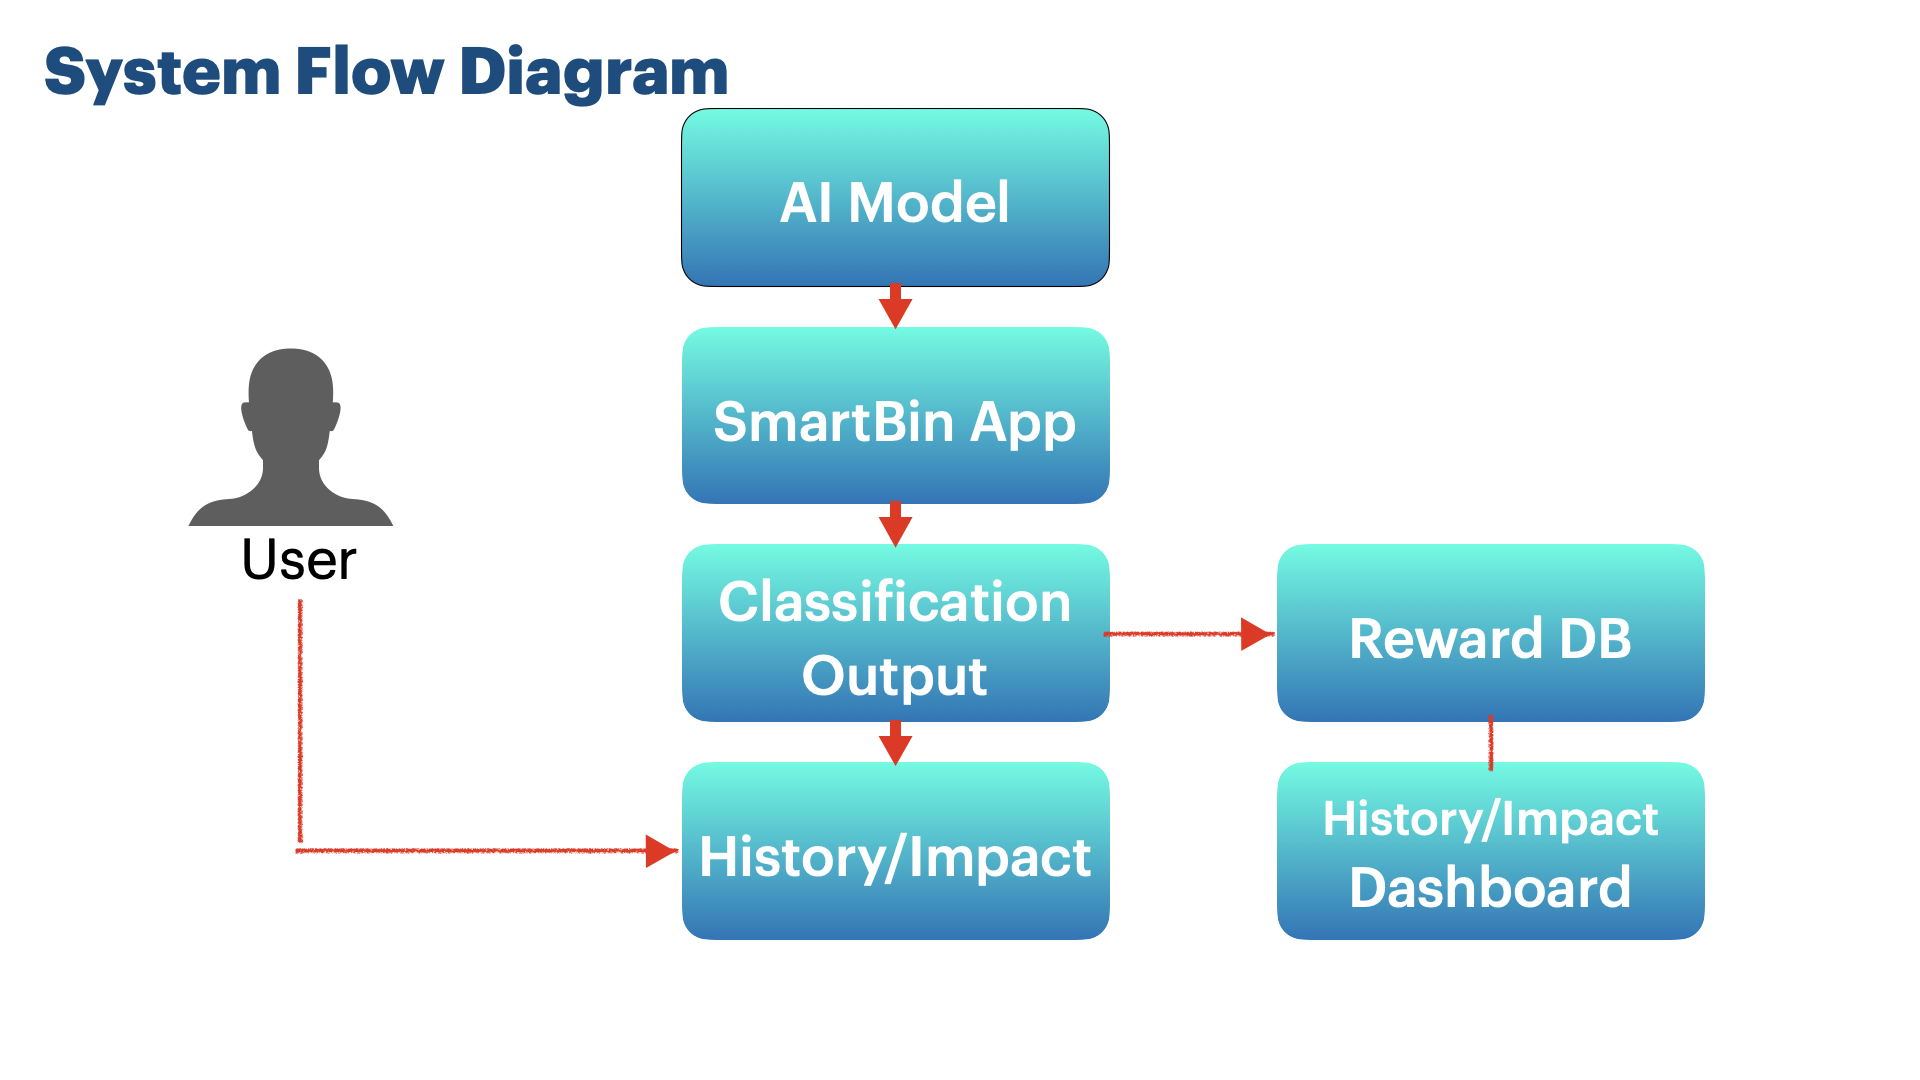 System Flow Diagram
AI Model
SmartBin App
User
Classification
Output
Reward DB
History/Impact
History/Impact
Dashboard